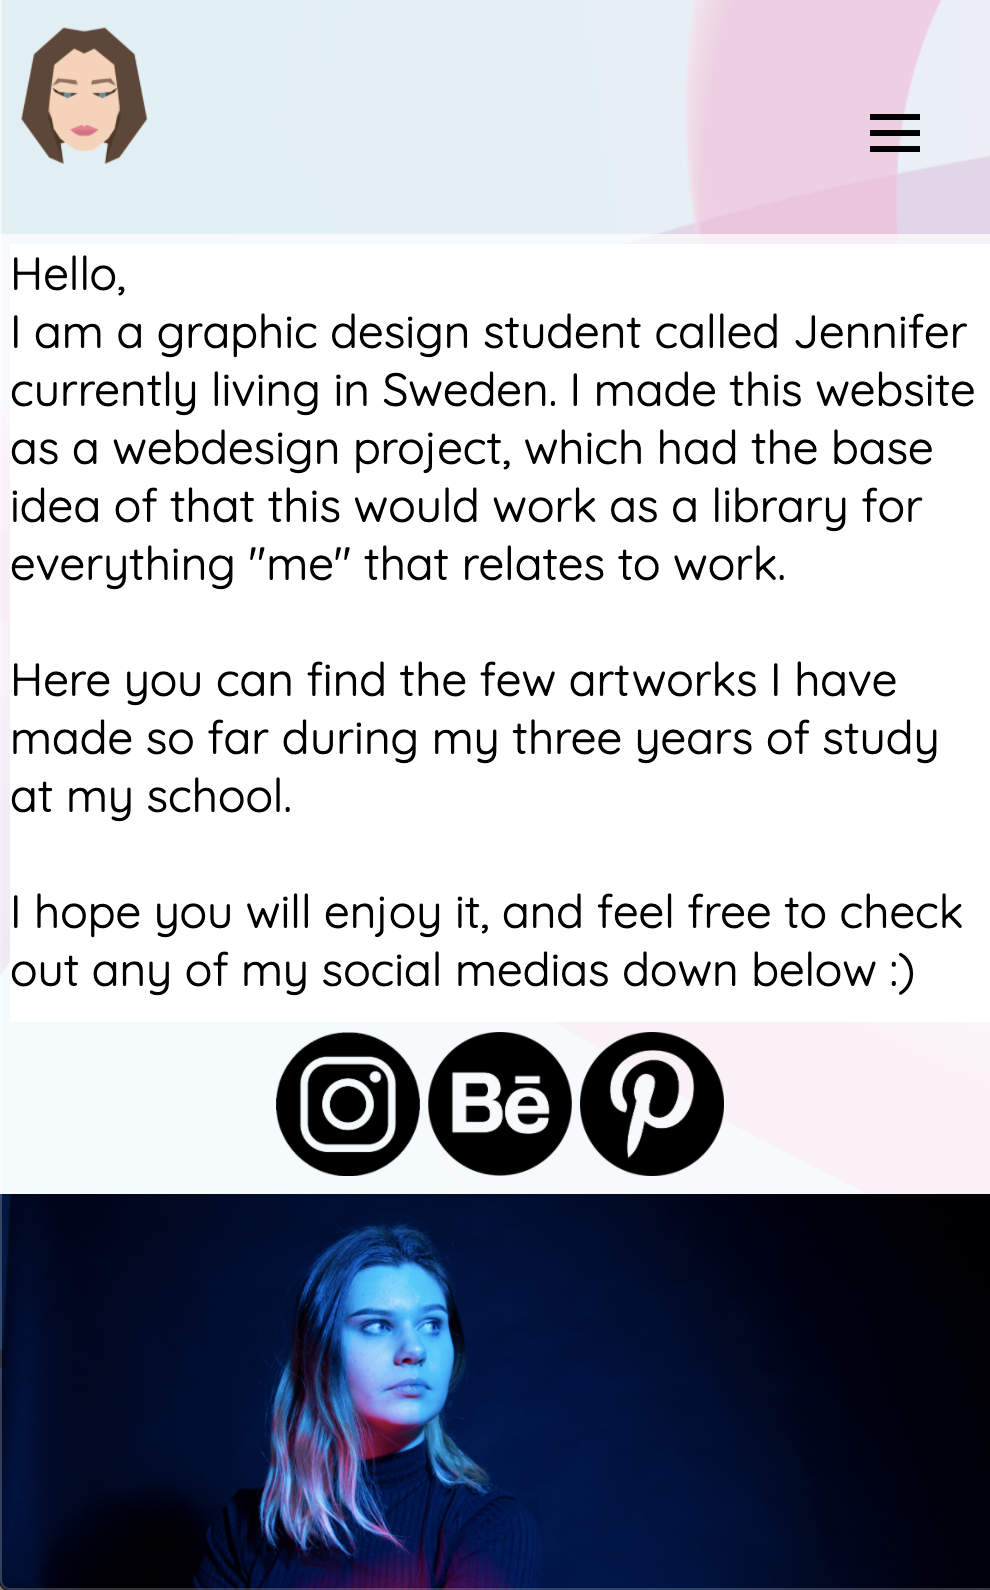 Hello,
I am a graphic design student called Jennifer
currently living in Sweden. I made this website
as a webdesign project, which had the base
idea of that this would work as a library for
everything "me" that relates to work.
Here you can find the few artworks I have
made so far during my three years of study
at my school.
I hope you will enjoy it, and feel free to check
out any of my social medias down below :)
Bē